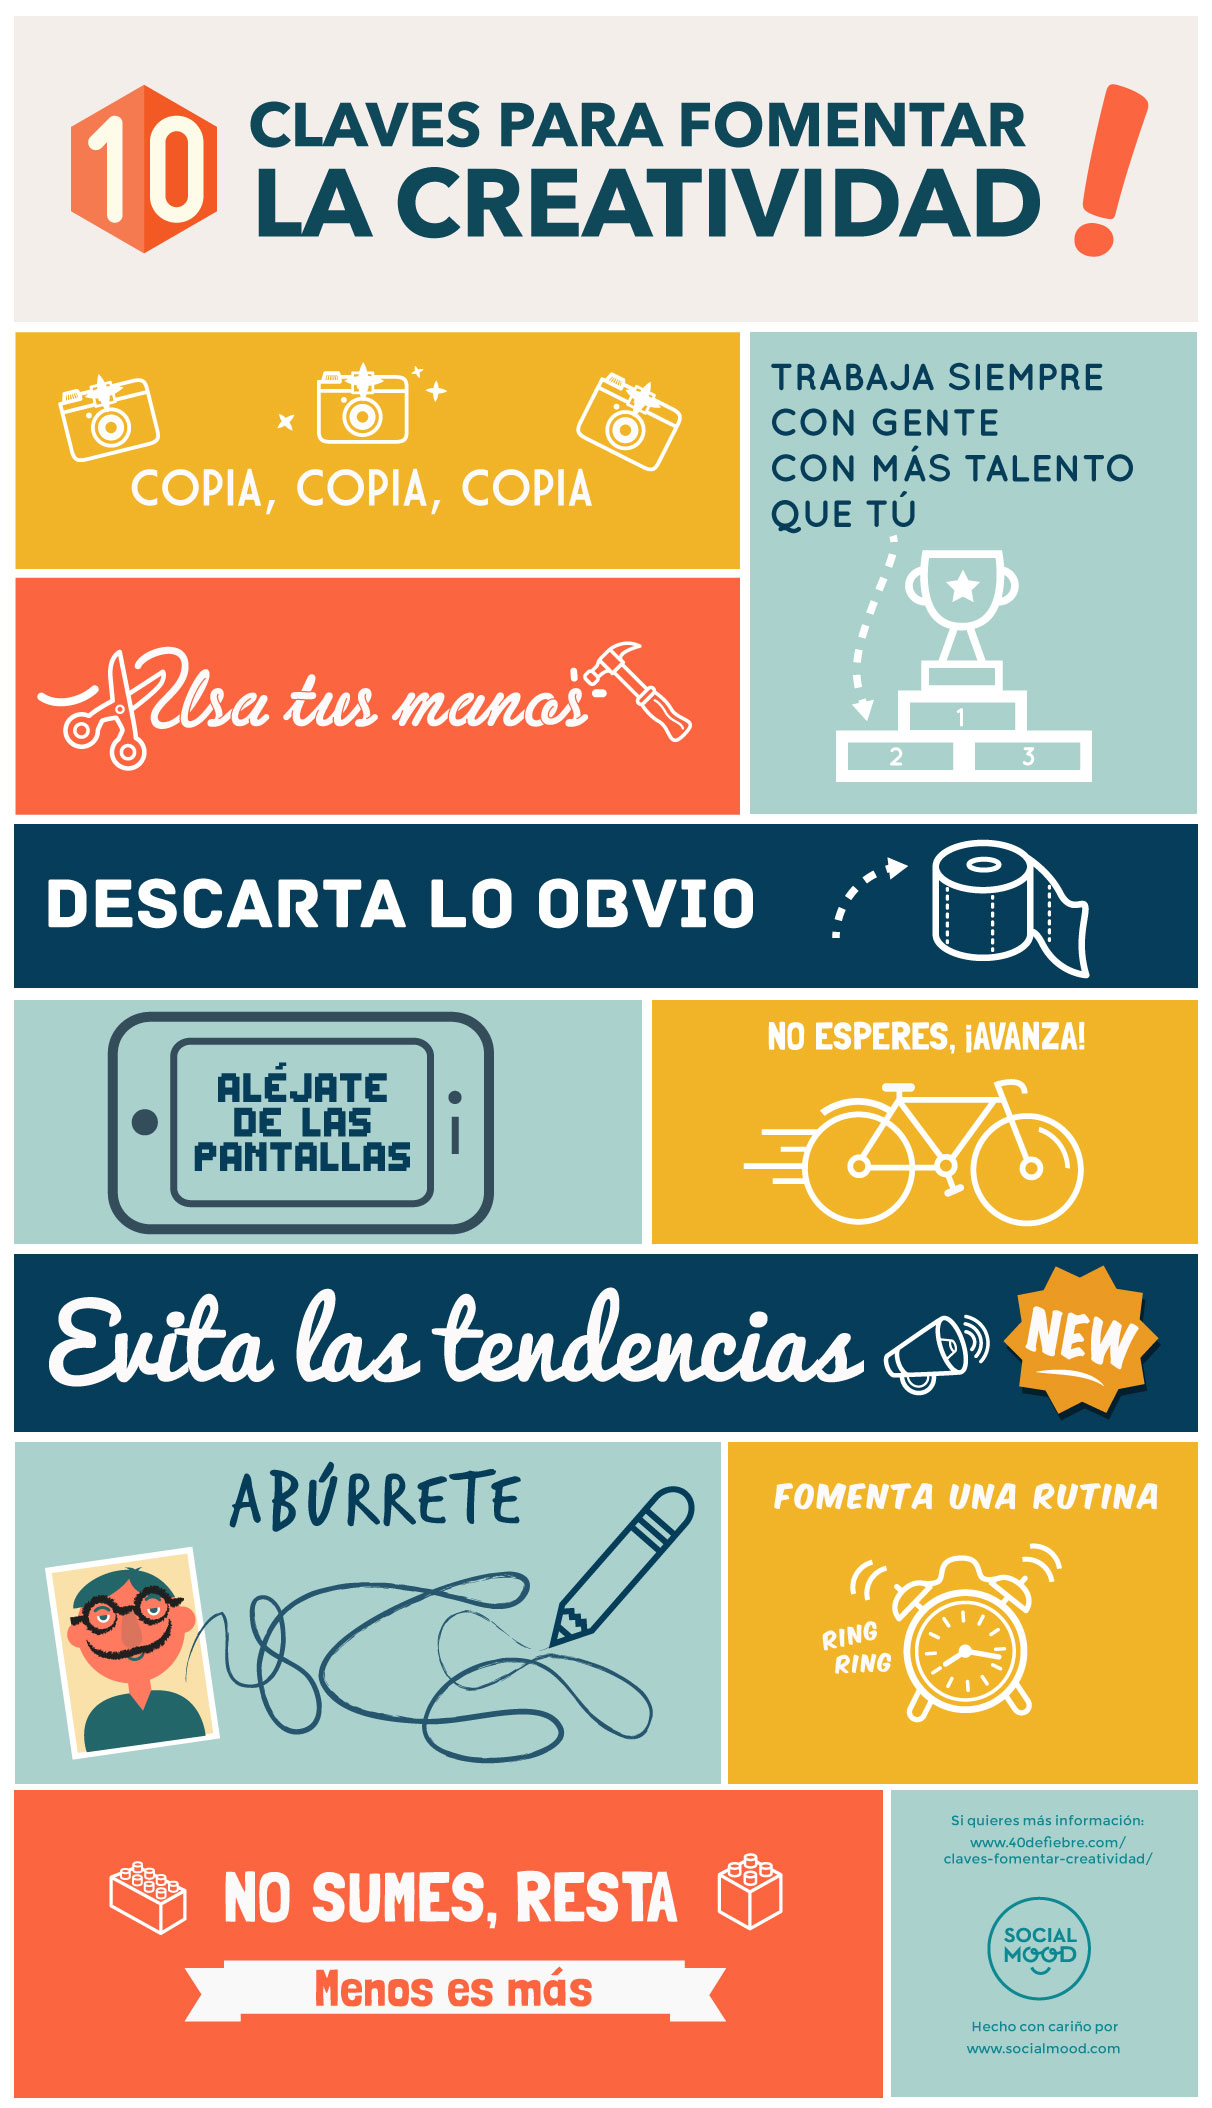 10
CLAVES PARA FOMENTAR
LA CREATIVIDAD!
COPIA, COPIA, COPIA
TRABAJA SIEMPRE
CON GENTE
CON MÁS TALENTO
QUE TÚ
1
2
3
Usa tus manos
DESCARTA LO OBVIO
ALÉJATE
DE LAS
PANTALLAS
NO ESPERES, ¡AVANZA!
Evita las tendencias
NEW
ABÚRRETE
FOMENTA UNA RUTINA
RING
RING
NO SUMES, RESTA
Menos es más
Si quieres más información:
www.40defiebre.com/
claves-fomentar-creatividad/
SOCIAL
MOOD
Hecho con cariño por
www.socialmood.com